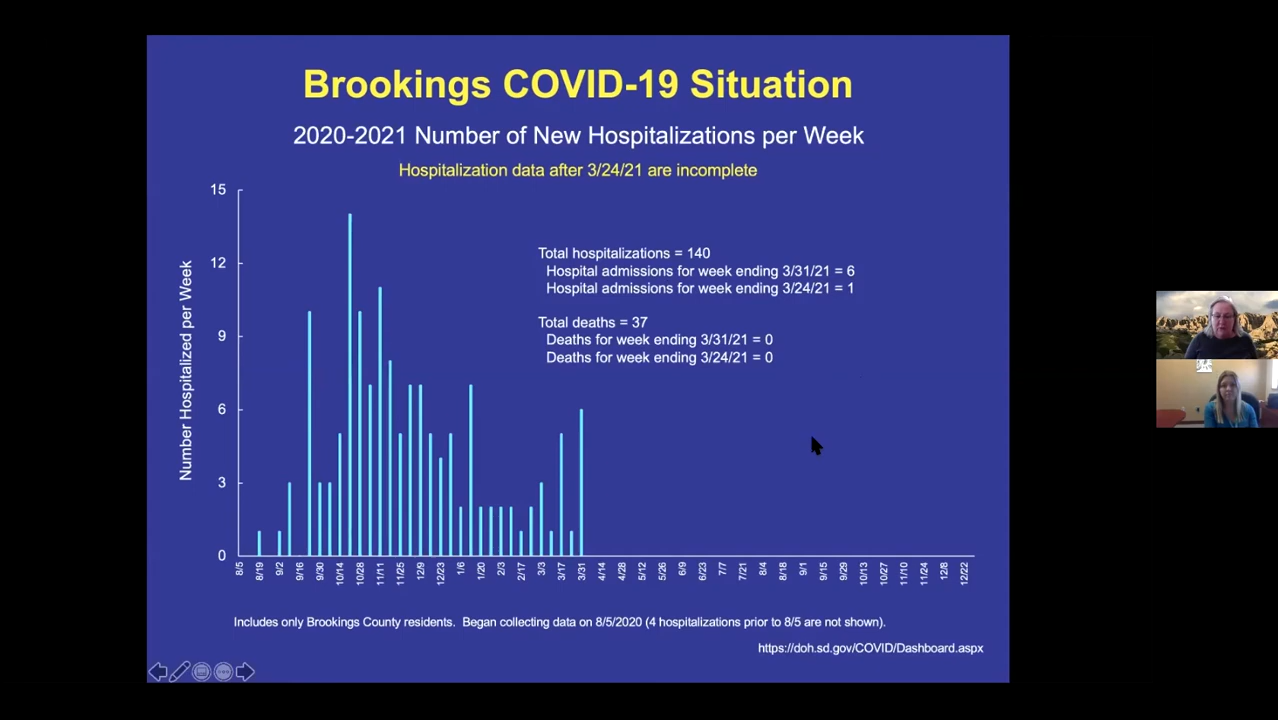 Brookings COVID-19 Situation
2020-2021 Number of New Hospitalizations per Week
Hospitalization data after 3/24/21 are incomplete
15
12
9
6
3
0
Number Hospitalized per Week
Total hospitalizations = 140
Hospital admissions for week ending 3/31/21 = 6
Hospital admissions for week ending 3/24/21 = 1
Total deaths = 37
Deaths for week ending 3/31/21 = 0
Deaths for week ending 3/24/21 = 0
8/5 8/19 9/2 9/16 9/30 10/14 10/28 11/11 11/25 12/9 12/23 1/6 1/20 2/3 2/17 3/3 3/17 3/31 4/14 4/28 5/12 5/26 6/9 6/23 7/7 7/21 8/4 8/18 9/1 9/15 9/29 10/13 10/27 11/10 11/24 12/8 12/22
Includes only Brookings County residents. Began collecting data on 8/5/2020 (4 hospitalizations prior to 8/5 are not shown).
https://doh.sd.gov/COVID/Dashboard.aspx